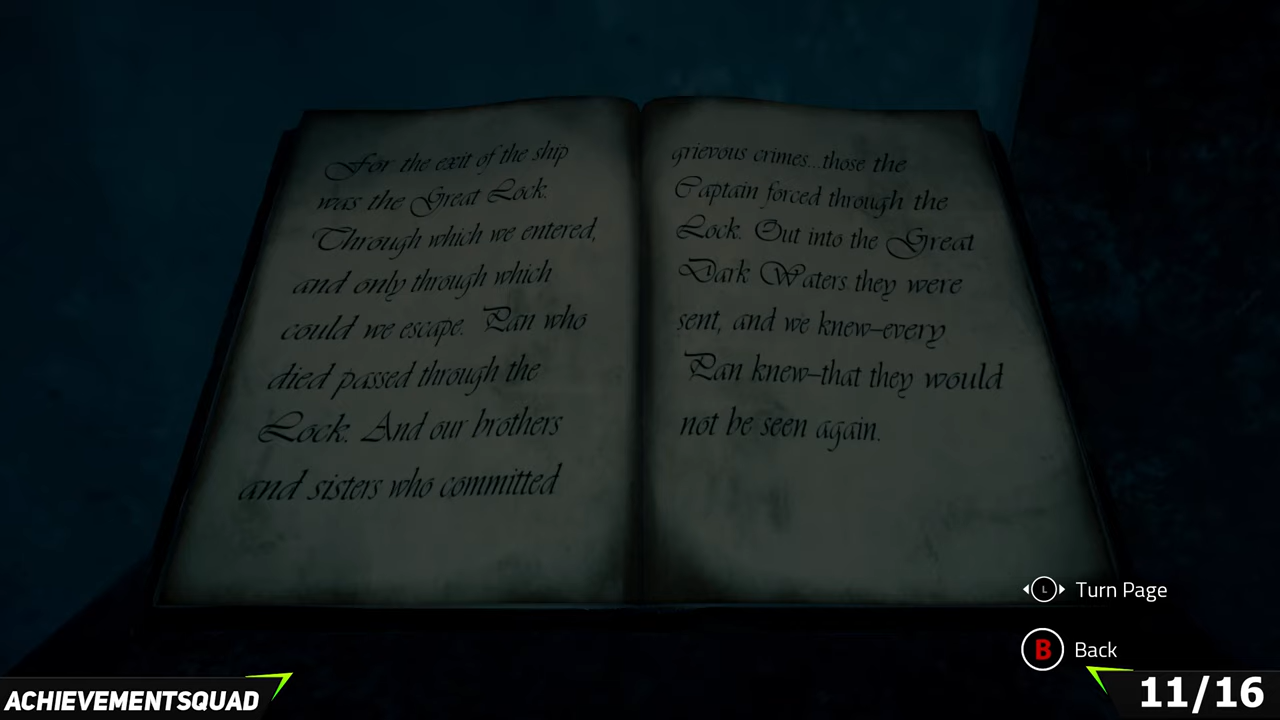 For the exit of the ship
was the Great Lock.
Through which we entered,
and only through which
could we escape. Pan who
died passed through the
Lock. And our brothers
and sisters who committed
grievous crimes...those the
Captain forced through the
Lock. Out into the Great
Dark Waters they were
sent, and we knew–every
Pan knew–that they would
not be seen again.
L Turn Page
B Back
ACHIEVEMENTSQUAD
11/16